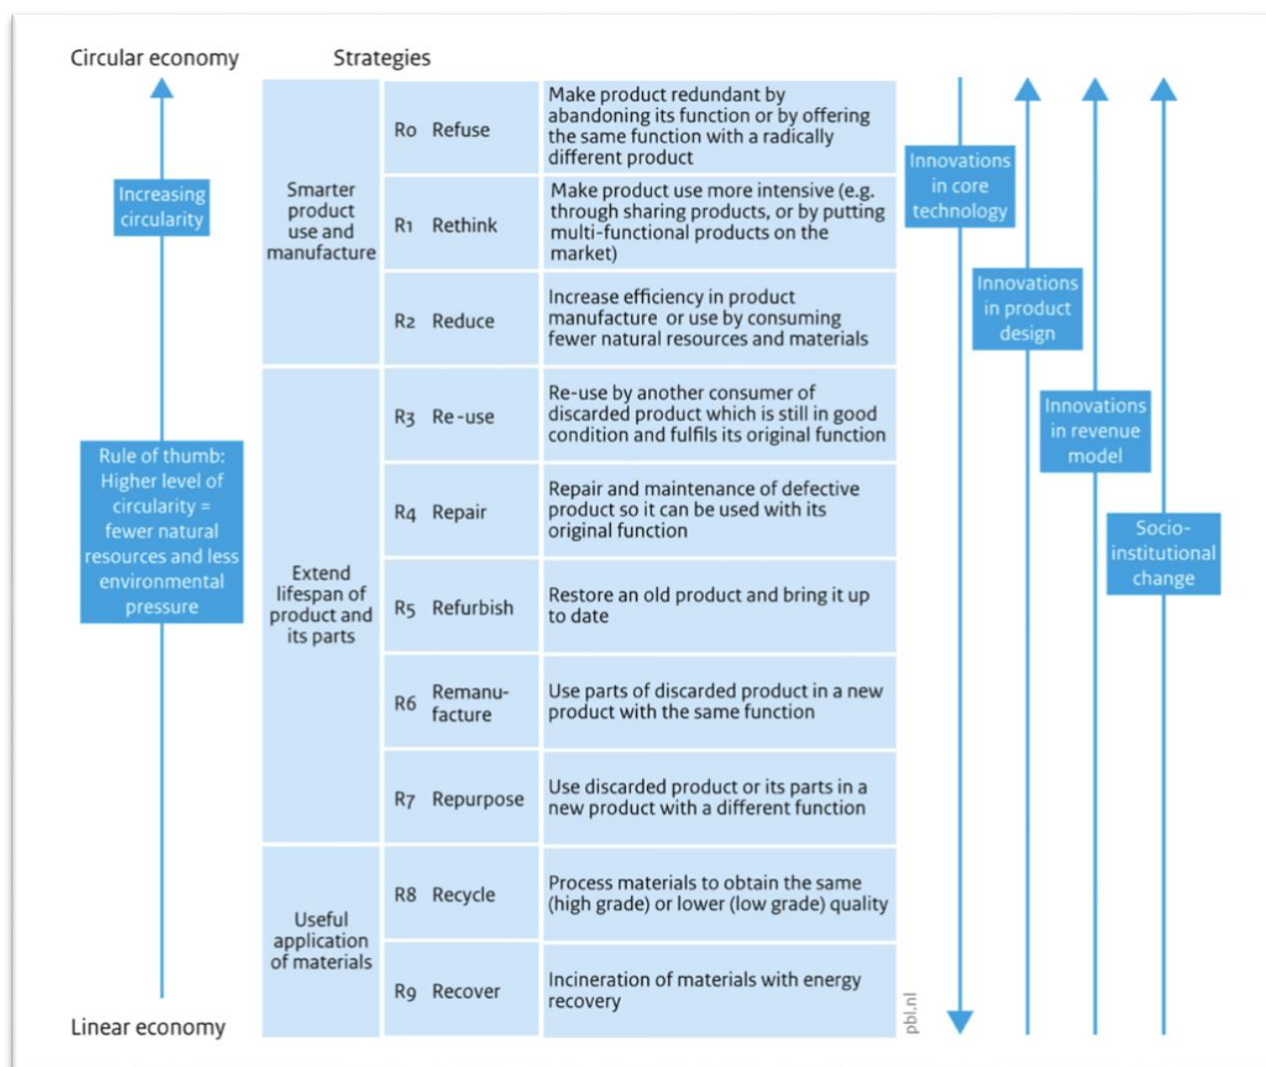 Circular economy
Strategies
Increasing
circularity
Rule of thumb:
Higher level of
circularity =
fewer natural
resources and less
environmental
pressure
Linear economy
Smarter
product
use and
manufacture
R0 Refuse
Make product redundant by
abandoning its function or by offering
the same function with a radically
different product
R1 Rethink
Make product use more intensive (e.g.
through sharing products, or by putting
multi-functional products on the
market)
R2 Reduce
Increase efficiency in product
manufacture or use by consuming
fewer natural resources and materials
Extend
lifespan of
product and
its parts
R3 Re-use
Re-use by another consumer of
discarded product which is still in good
condition and fulfils its original function
R4 Repair
Repair and maintenance of defective
product so it can be used with its
original function
R5 Refurbish
Restore an old product and bring it up
to date
R6 Remanu-
facture
Use parts of discarded product in a new
product with the same function
R7 Repurpose
Use discarded product or its parts in a
new product with a different function
Useful
application
of materials
R8 Recycle
Process materials to obtain the same
(high grade) or lower (low grade) quality
R9 Recover
Incineration of materials with energy
recovery
pbl.nl
Innovations
in core
technology
Innovations
in product
design
Innovations
in revenue
model
Socio-
institutional
change